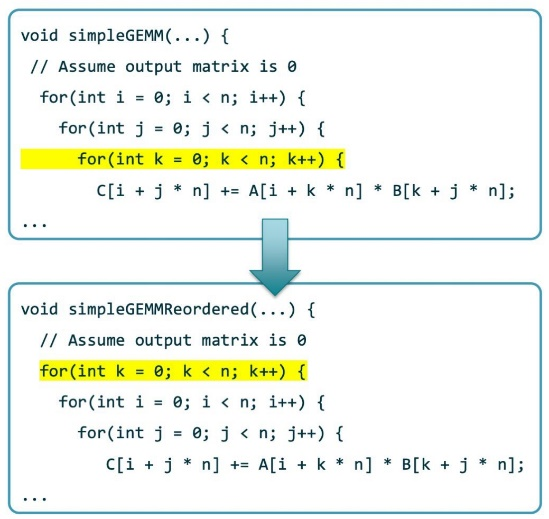 void simpleGEMM(...) {
// Assume output matrix is 0
for(int i = 0; i < n; i++) {
for(int j = 0; j < n; j++) {
for(int k = 0; k < n; k++) {
C[i + j * n] += A[i + k * n] * B[k + j * n];
...
void simpleGEMMReordered(...) {
// Assume output matrix is 0
for(int k = 0; k < n; k++) {
for(int i = 0; i < n; i++) {
for(int j = 0; j < n; j++) {
C[i + j * n] += A[i + k * n] * B[k + j * n];
...